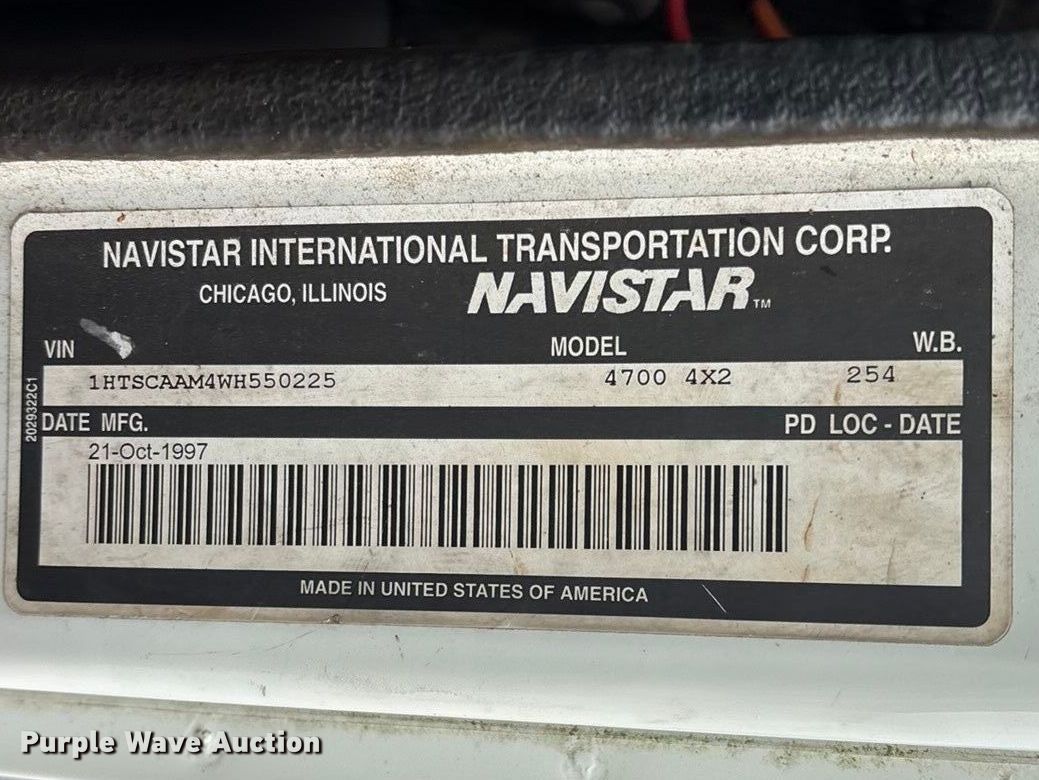 NAVISTAR INTERNATIONAL TRANSPORTATION CORP.
CHICAGO, ILLINOIS NAVISTAR™
VIN MODEL W.B.
1HTSCAAM4WH550225 4700 4X2 254
2029322C1
DATE MFG. PD LOC - DATE
21-Oct-1997
MADE IN UNITED STATES OF AMERICA
Purple Wave Auction